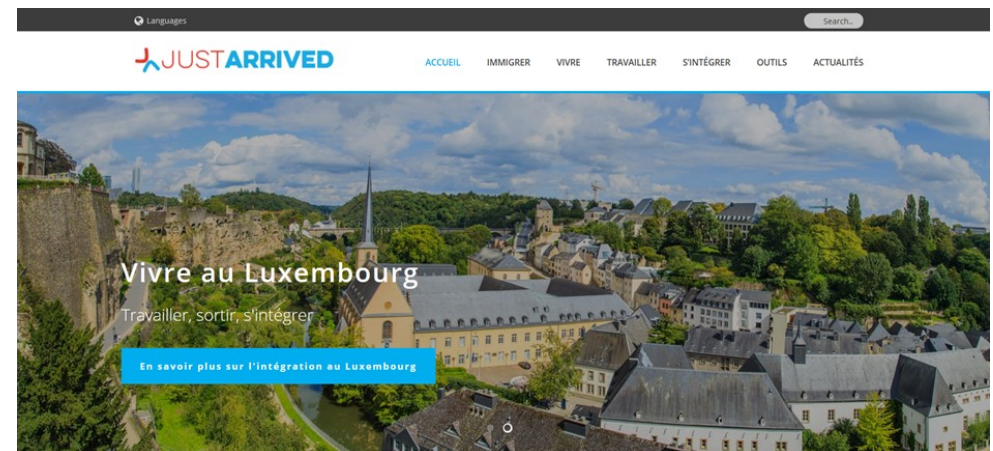 Languages
Search..
JUSTARRIVED
ACCUEIL IMMIGRER VIVRE TRAVAILLER S'INTÉGRER OUTILS ACTUALITÉS
Vivre au Luxembourg
Travailler, sortir, s'intégrer
En savoir plus sur l'intégration au Luxembourg